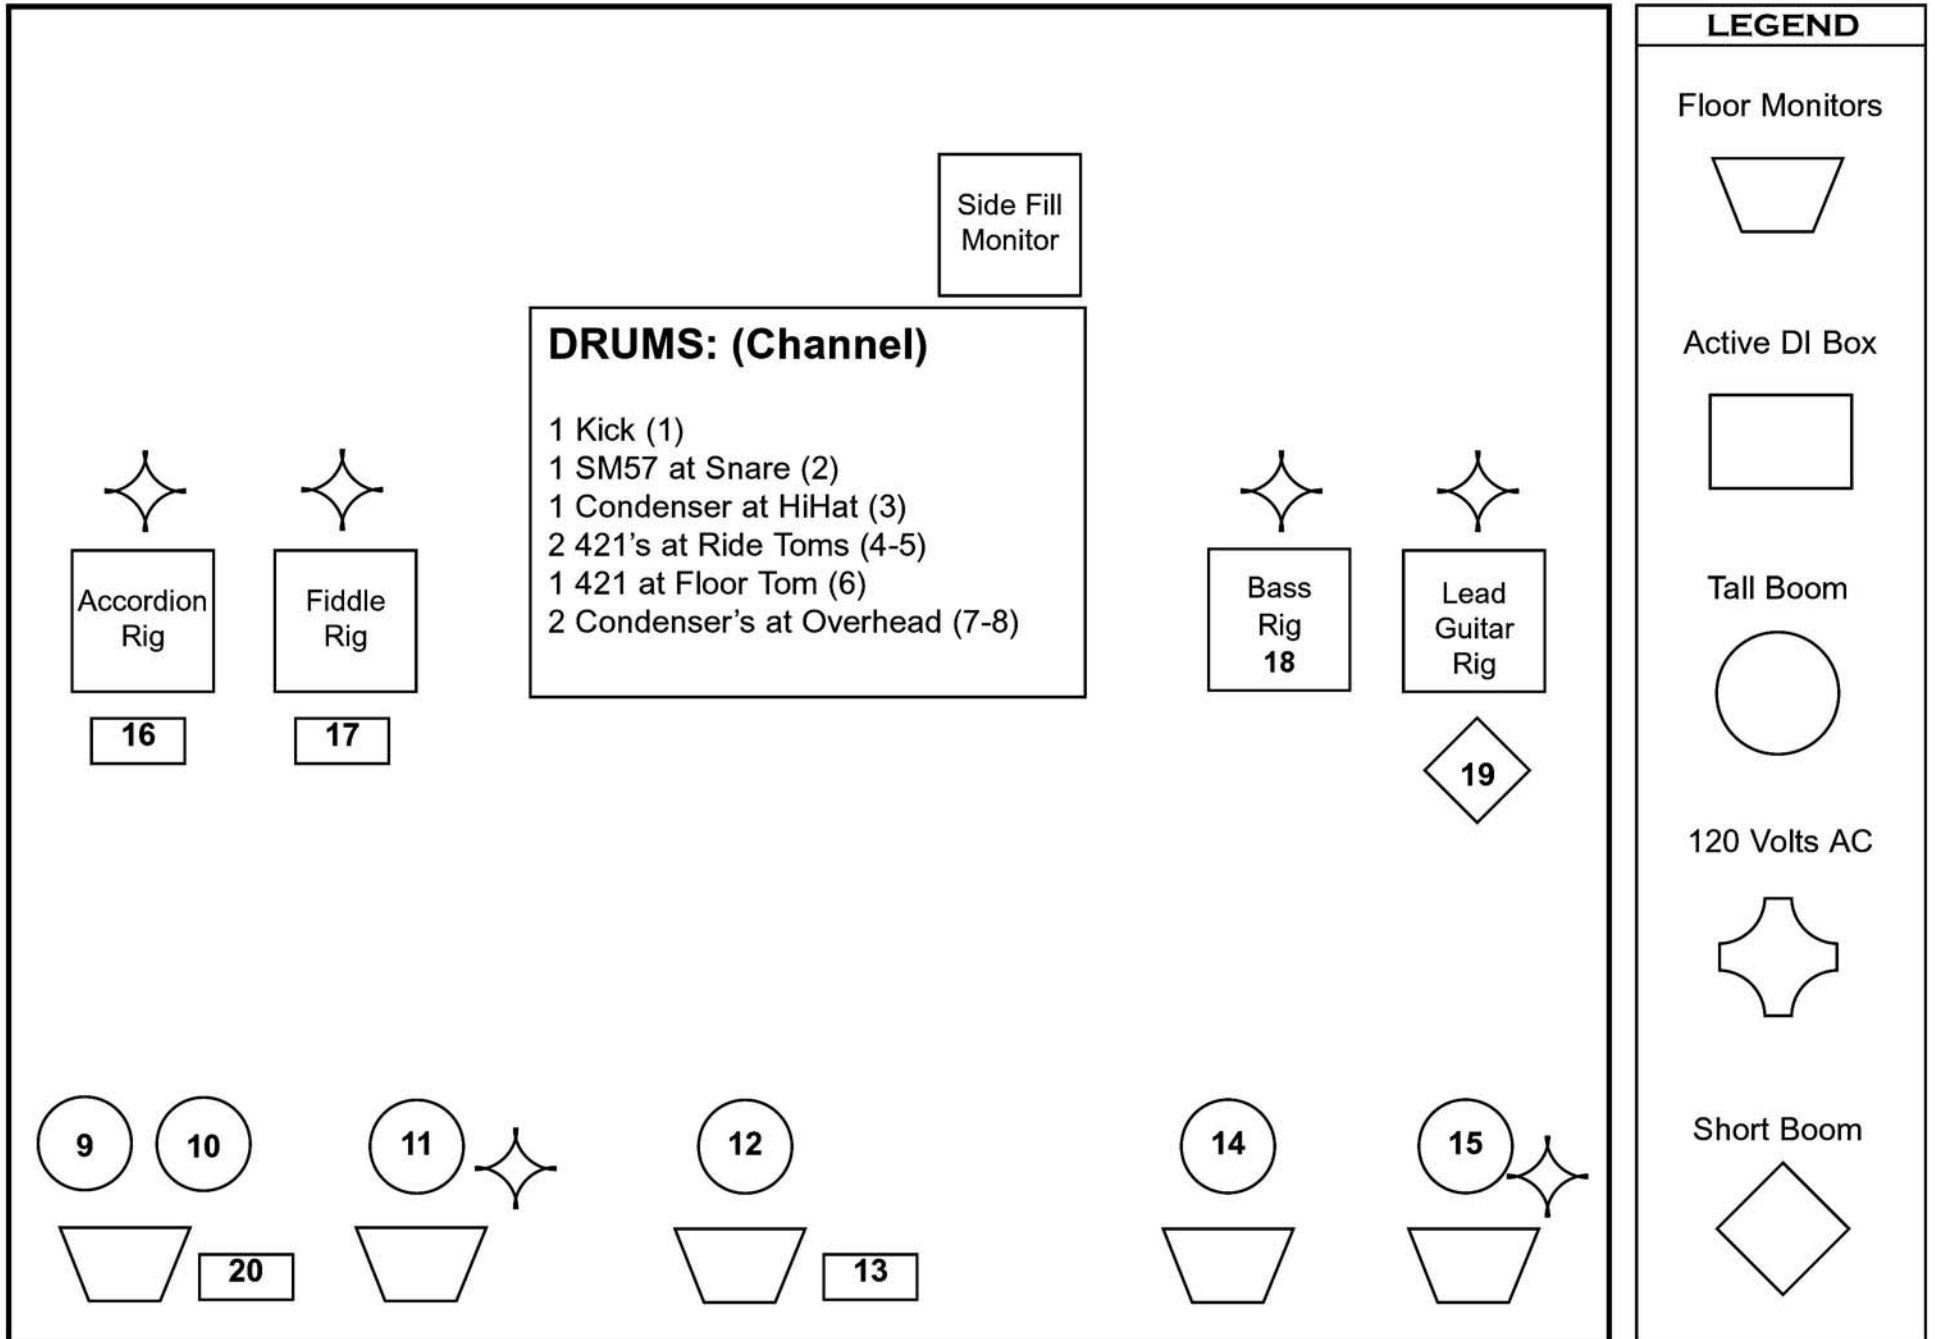 LEGEND
Floor Monitors
Side Fill
Monitor
Active DI Box
DRUMS: (Channel)
1 Kick (1)
1 SM57 at Snare (2)
1 Condenser at HiHat (3)
2 421’s at Ride Toms (4-5)
1 421 at Floor Tom (6)
2 Condenser’s at Overhead (7-8)
Accordion
Rig
Fiddle
Rig
Bass
Rig
18
Lead
Guitar
Rig
Tall Boom
16
17
19
120 Volts AC
Short Boom
9
10
11
12
14
15
20
13